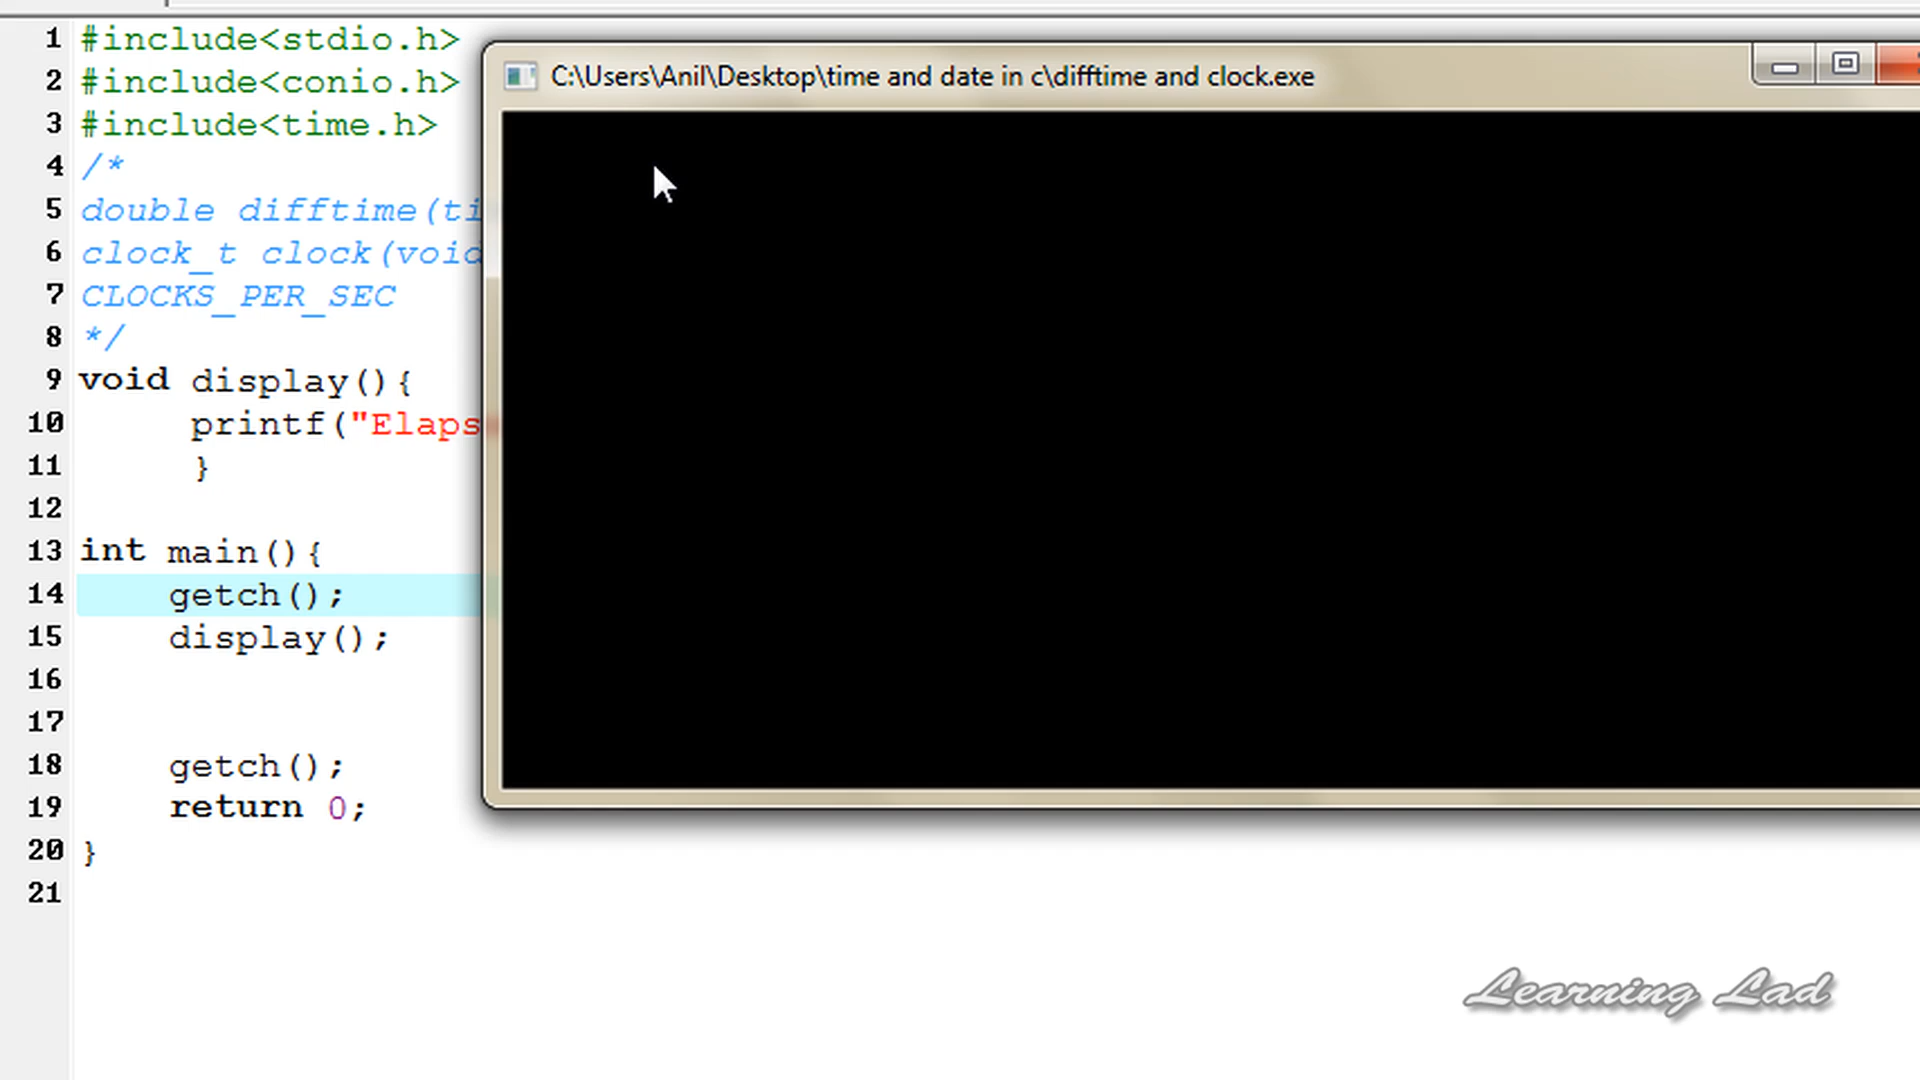 1 #include<stdio.h>
2 #include<conio.h>
3 #include<time.h>
4 /*
5 double difftime(ti
6 clock_t clock(void
7 CLOCKS_PER_SEC
8 */
9 void display(){
10 printf("Elaps
11 }
12
13 int main(){
14 getch();
15 display();
16
17
18 getch();
19 return 0;
20 }
21
C:\Users\Anil\Desktop\time and date in c\difftime and clock.exe
Learning Lad